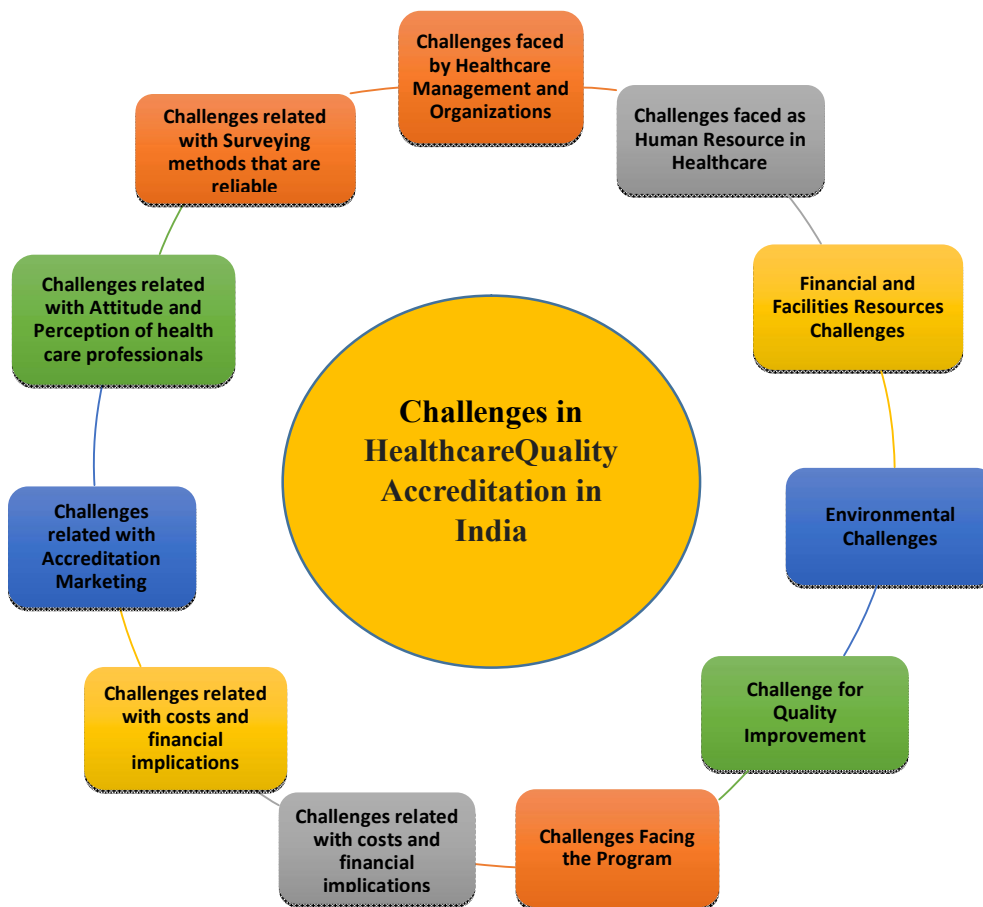 Challenges faced
by Healthcare
Management and
Organizations
Challenges faced as
Human Resource in
Healthcare
Financial and
Facilities Resources
Challenges
Environmental
Challenges
Challenge for
Quality
Improvement
Challenges Facing
the Program
Challenges related
with costs and
financial
implications
Challenges related
with costs and
financial
implications
Challenges
related with
Accreditation
Marketing
Challenges related
with Attitude and
Perception of health
care professionals
Challenges related
with Surveying
methods that are
reliable
Challenges in
HealthcareQuality
Accreditation in
India